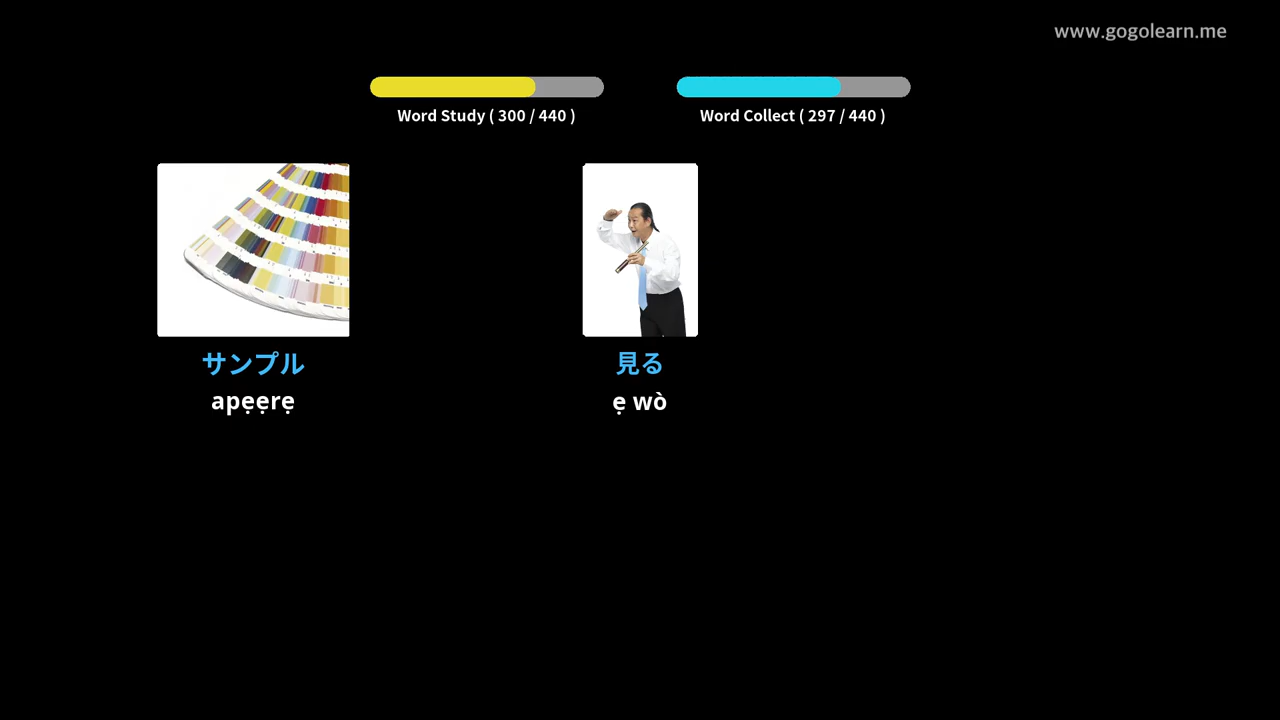 www.gogolearn.me
Word Study ( 300 / 440 )
Word Collect ( 297 / 440 )
サンプル
apẹẹrẹ
見る
ẹ wò